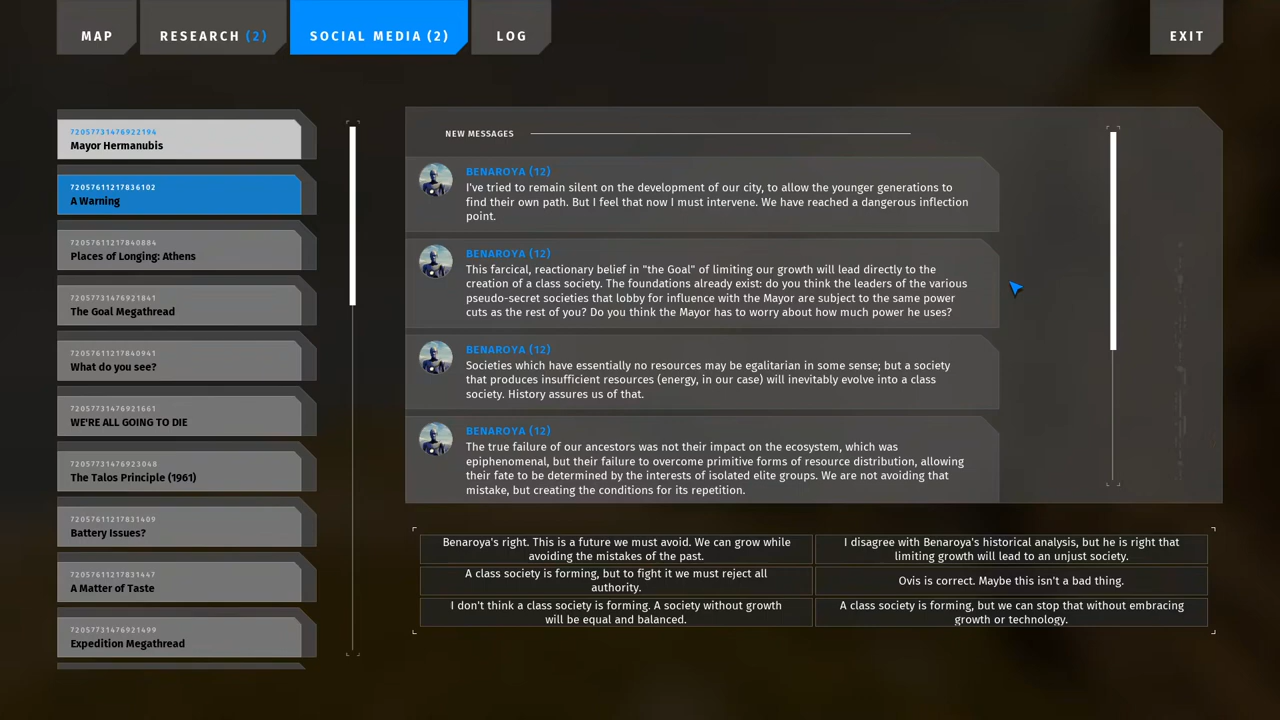 MAP
RESEARCH (2)
SOCIAL MEDIA (2)
LOG
EXIT
72057731476922194
Mayor Hermanubis
72057611217836102
A Warning
72057611217840884
Places of Longing: Athens
72057731476921841
The Goal Megathread
72057611217840941
What do you see?
72057731476921661
WE'RE ALL GOING TO DIE
72057731476923048
The Talos Principle (1961)
72057611217831409
Battery Issues?
72057611217831447
A Matter of Taste
72057731476921499
Expedition Megathread
NEW MESSAGES
BENAROYA (12)
I've tried to remain silent on the development of our city, to allow the younger generations to
find their own path. But I feel that now I must intervene. We have reached a dangerous inflection
point.
BENAROYA (12)
This farcical, reactionary belief in "the Goal" of limiting our growth will lead directly to the
creation of a class society. The foundations already exist: do you think the leaders of the various
pseudo-secret societies that lobby for influence with the Mayor are subject to the same power
cuts as the rest of you? Do you think the Mayor has to worry about how much power he uses?
BENAROYA (12)
Societies which have essentially no resources may be egalitarian in some sense; but a society
that produces insufficient resources (energy, in our case) will inevitably evolve into a class
society. History assures us of that.
BENAROYA (12)
The true failure of our ancestors was not their impact on the ecosystem, which was
epiphenomenal, but their failure to overcome primitive forms of resource distribution, allowing
their fate to be determined by the interests of isolated elite groups. We are not avoiding that
mistake, but creating the conditions for its repetition.
Benaroya's right. This is a future we must avoid. We can grow while
avoiding the mistakes of the past.
I disagree with Benaroya's historical analysis, but he is right that
limiting growth will lead to an unjust society.
A class society is forming, but to fight it we must reject all
authority.
Ovis is correct. Maybe this isn't a bad thing.
I don't think a class society is forming. A society without growth
will be equal and balanced.
A class society is forming, but we can stop that without embracing
growth or technology.